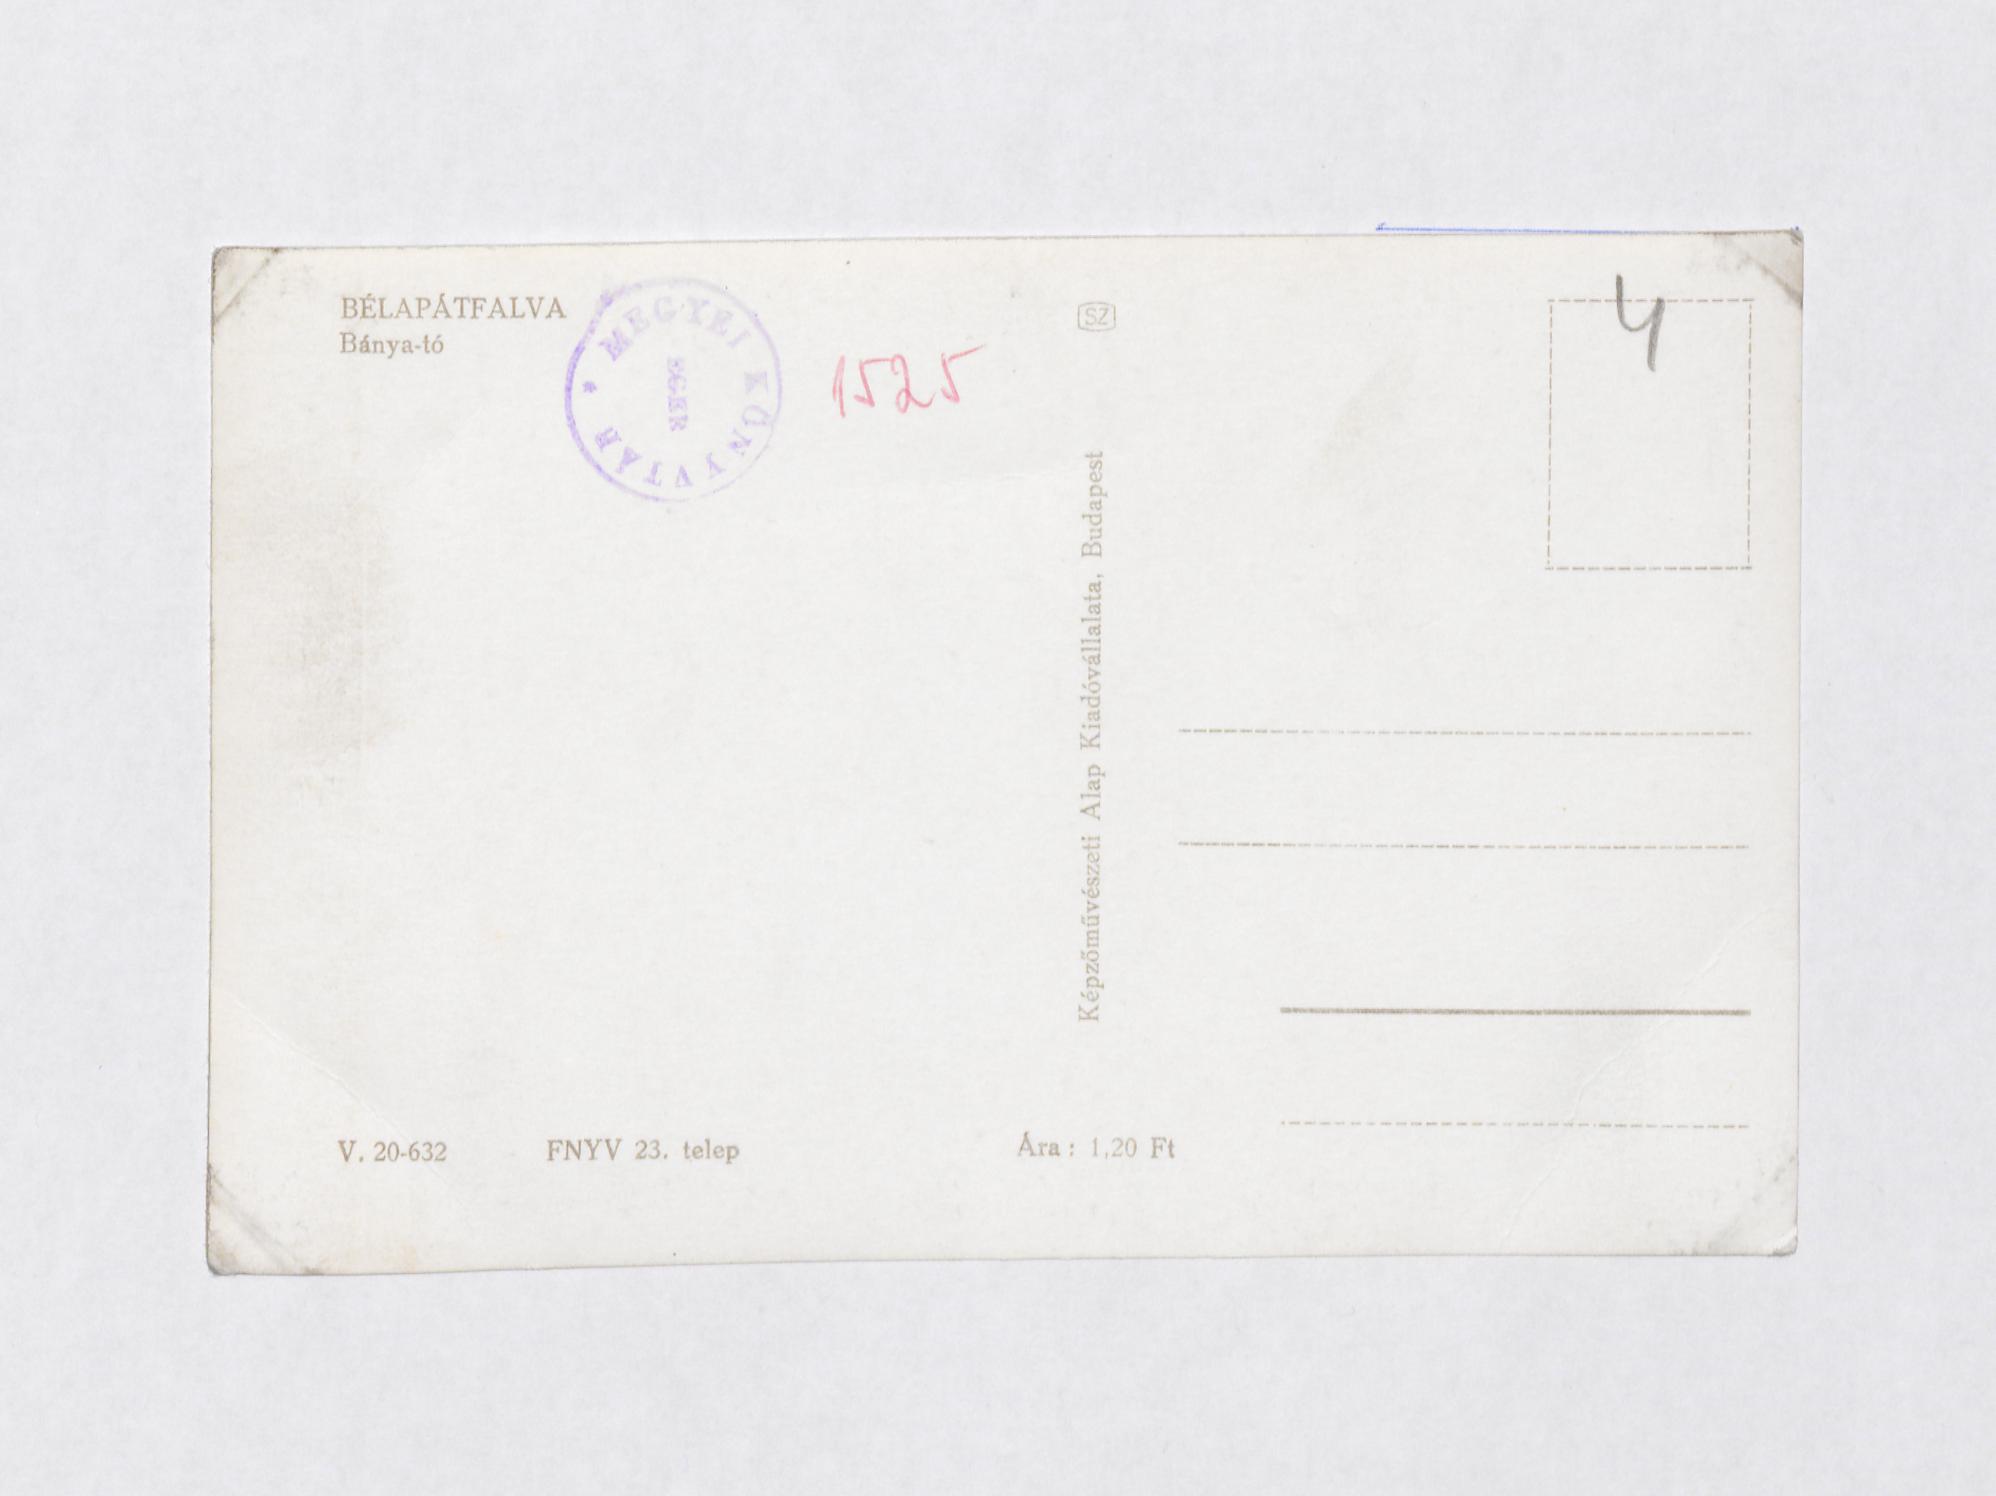 BÉLAPÁTFALVA
Bánya-tó
MEGYEI KÖNYVTÁR *
EGER
1525
SZ
4
Képzőművészeti Alap Kiadóvállalata, Budapest
V. 20-632 FNYV 23. telep Ára : 1,20 Ft